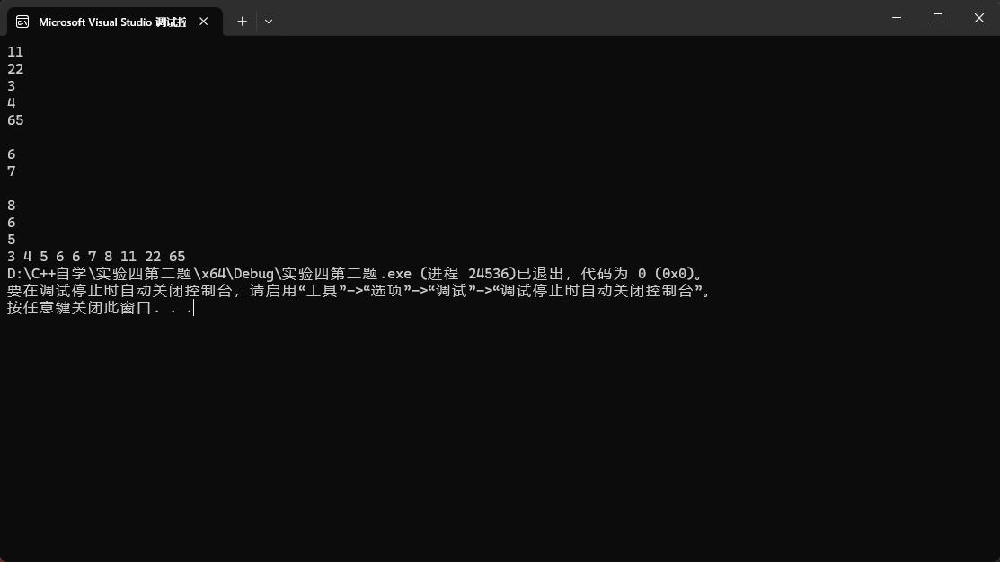 Microsoft Visual Studio 调试控
11
22
3
4
65
6
7
8
6
5
3 4 5 6 6 7 8 11 22 65
D:\C++自学\实验四第二题\x64\Debug\实验四第二题.exe (进程 24536)已退出，代码为 0 (0x0)。
要在调试停止时自动关闭控制台，请启用“工具”->“选项”->“调试”->“调试停止时自动关闭控制台”。
按任意键关闭此窗口. . .